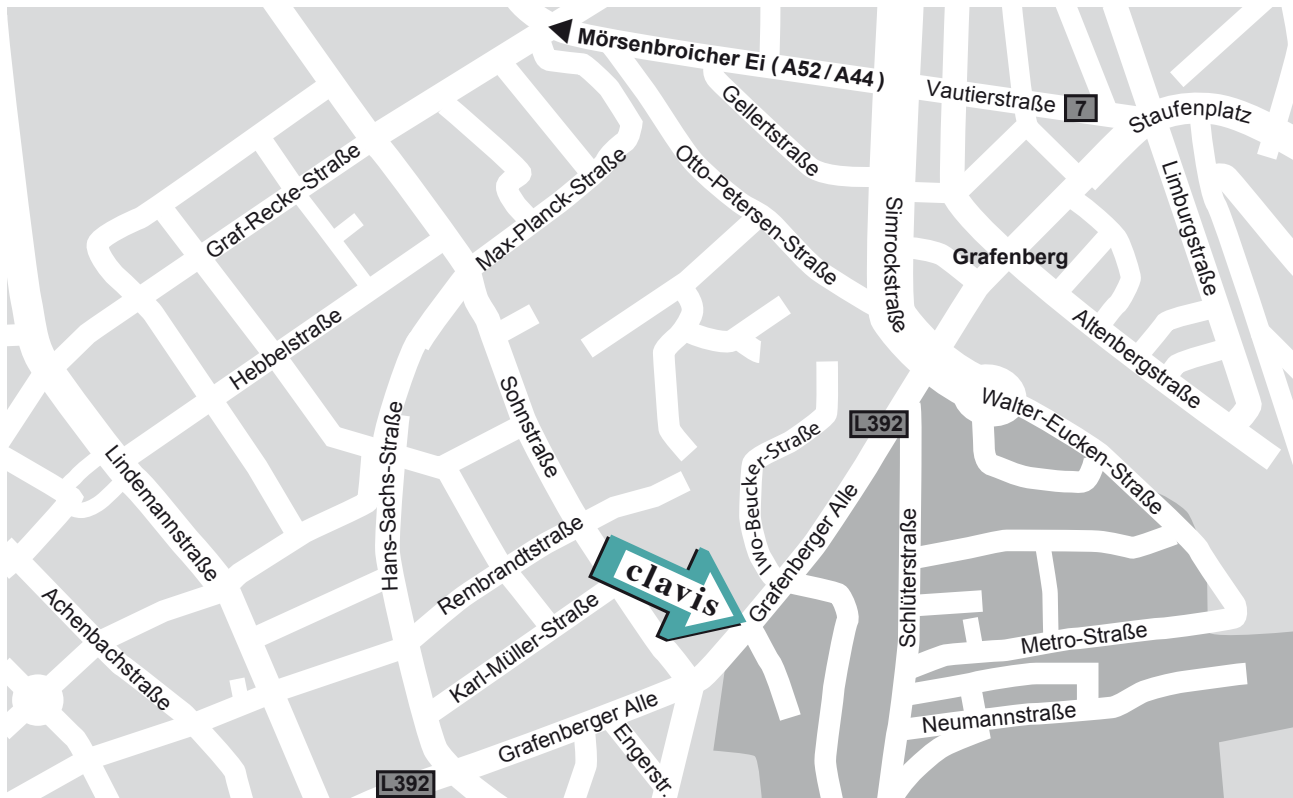 Mörsenbroicher Ei ( A52 / A44 )
Vautierstraße
7
Staufenplatz
Gellertstraße
Otto-Petersen-Straße
Limburgstraße
Graf-Recke-Straße
Max-Planck-Straße
Simrockstraße
Grafenberg
Hebbelstraße
Altenbergstraße
Sohnstraße
Walter-Eucken-Straße
L392
Hans-Sachs-Straße
Iwo-Beucker-Straße
Lindemannstraße
Grafenberger Alle
Rembrandtstraße
clavis
Schlüterstraße
Achenbachstraße
Karl-Müller-Straße
Metro-Straße
Grafenberger Alle
Neumannstraße
Engerstr.
L392